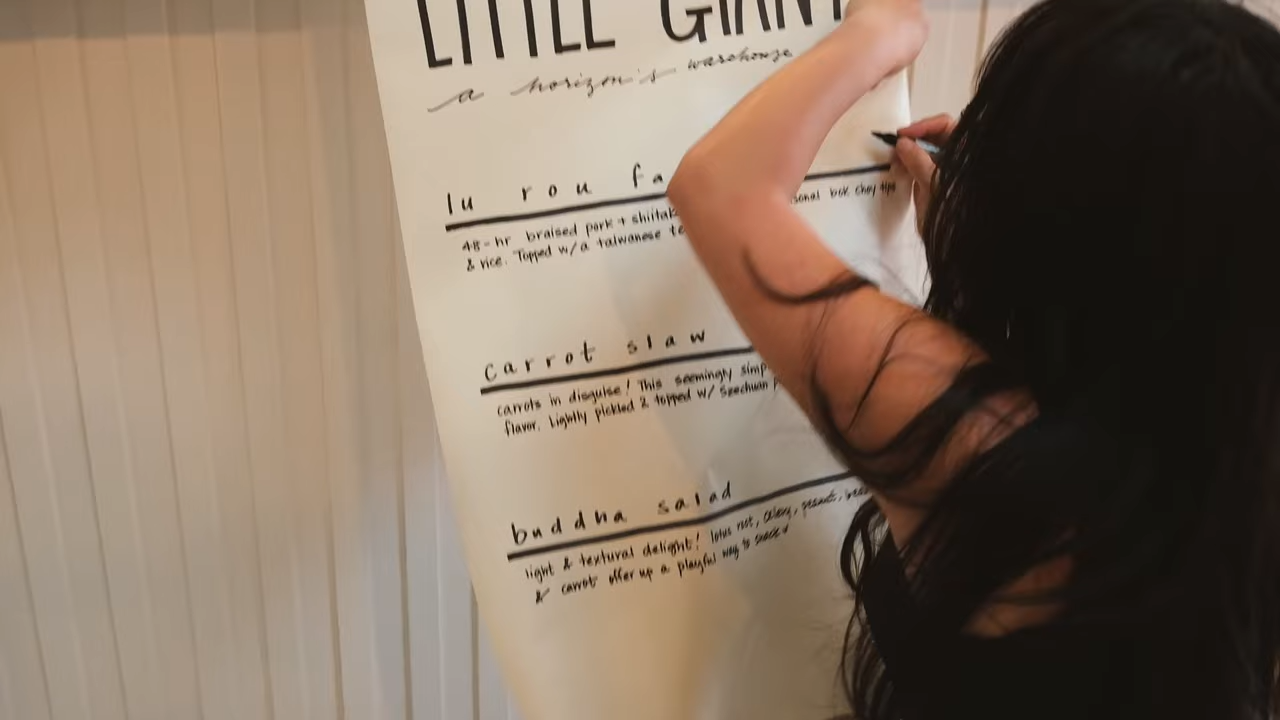 LITTLE GIANT
a horizon's warehouse
lu rou fa
48-hr braised pork + shiitak sonal bok choy
& rice. Topped w/a taiwanese te
carrot slaw
carrots in disguise! This seemingly simp
flavor. Lightly pickled & topped w/ Szechuan p
buddha salad
light & textural delight! lotus root, celery, peanut,
& carrot offer up a playful way to snack